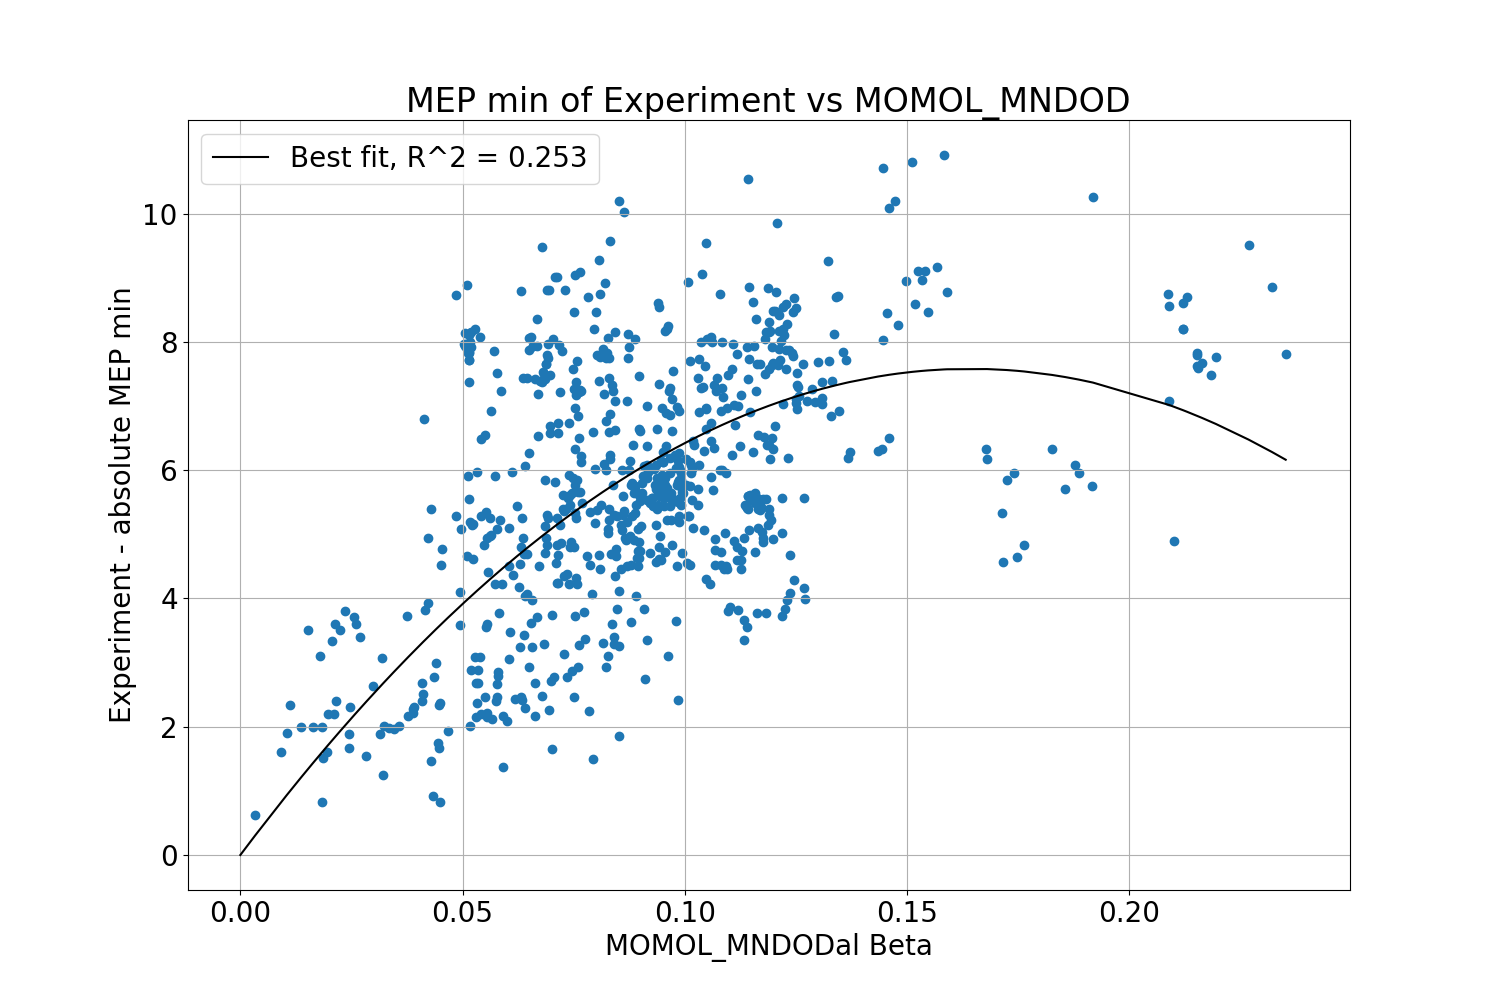 MEP min of Experiment vs MOMOL_MNDOD
Best fit, R^2 = 0.253
Experiment - absolute MEP min
10
8
6
4
2
0
0.00 0.05 0.10 0.15 0.20
MOMOL_MNDODal Beta